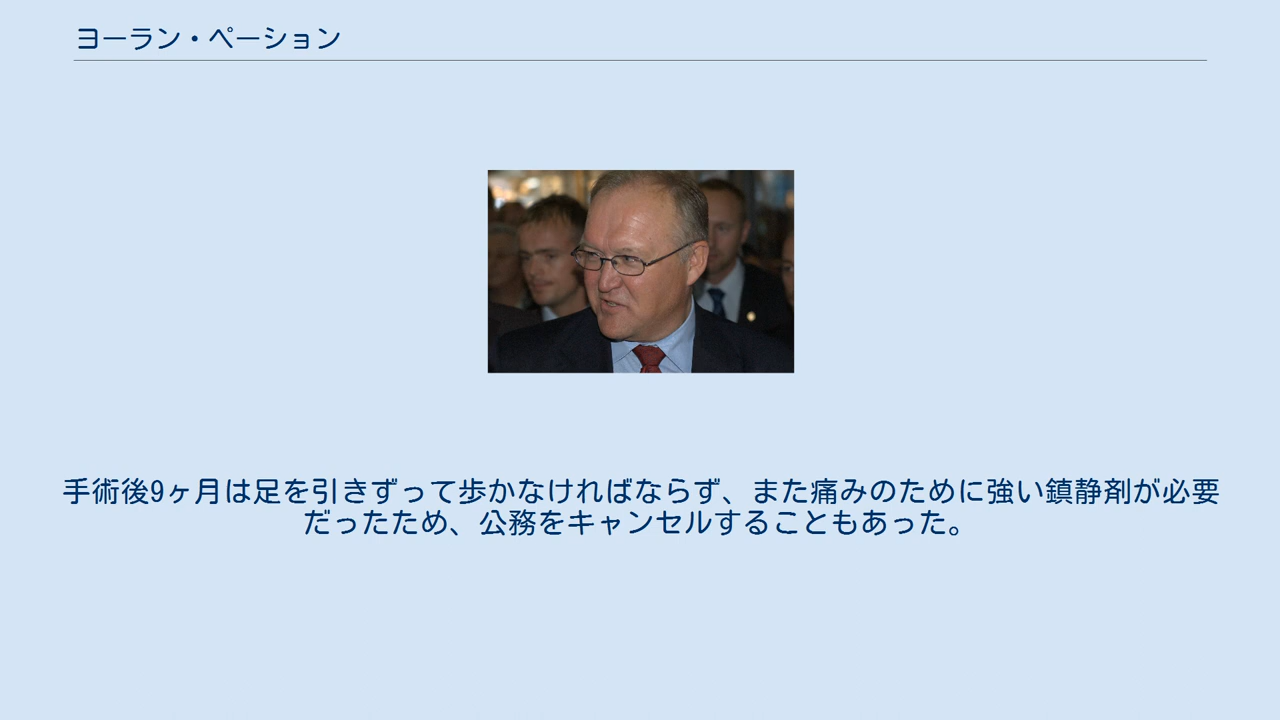 ヨーラン・ペーション
手術後9ヶ月は足を引きずって歩かなければならず、また痛みのために強い鎮静剤が必要
だったため、公務をキャンセルすることもあった。